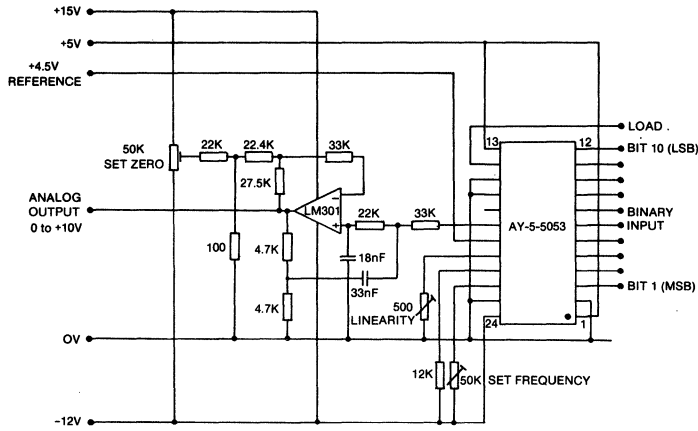 +15V
+5V
+4.5V
REFERENCE
50K
SET ZERO
22K
22.4K
33K
27.5K
ANALOG
OUTPUT
0 to +10V
LM301
−
+
22K
33K
100
4.7K
18nF
33nF
4.7K
500
LINEARITY
0V
12K
50K SET FREQUENCY
−12V
13
12
AY-5-5053
24
1
LOAD
BIT 10 (LSB)
BINARY
INPUT
BIT 1 (MSB)